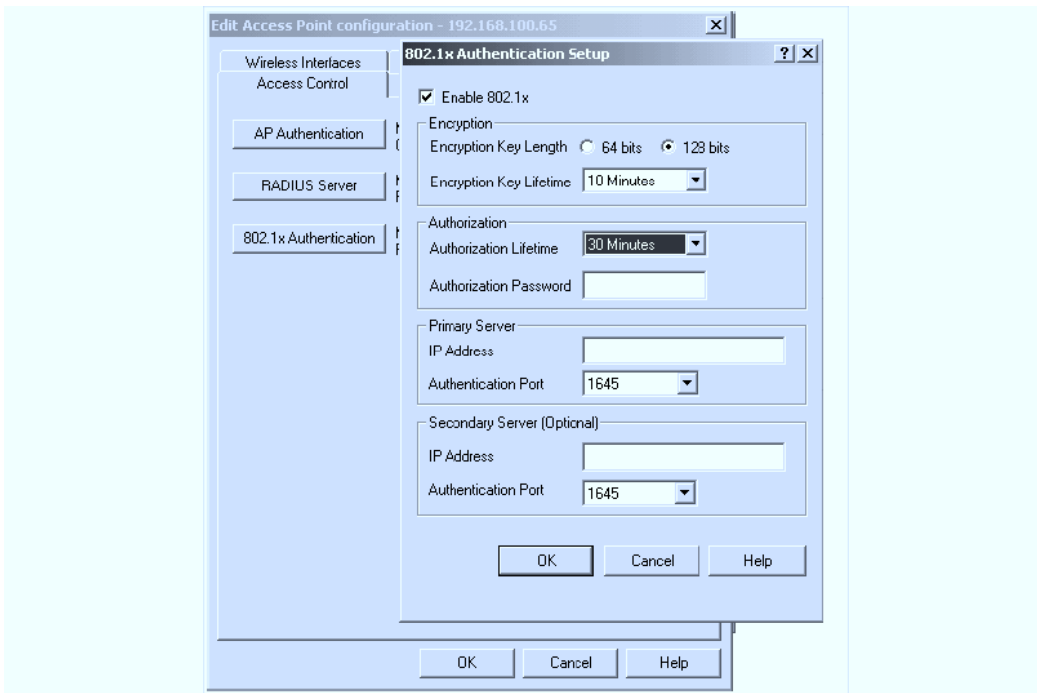 Edit Access Point configuration - 192.168.100.65
Wireless Interfaces
Access Control
AP Authentication
RADIUS Server
802.1x Authentication
802.1x Authentication Setup
Enable 802.1x
Encryption
Encryption Key Length 64 bits 128 bits
Encryption Key Lifetime 10 Minutes
Authorization
Authorization Lifetime 30 Minutes
Authorization Password
Primary Server
IP Address
Authentication Port 1645
Secondary Server (Optional)
IP Address
Authentication Port 1645
OK Cancel Help
OK Cancel Help